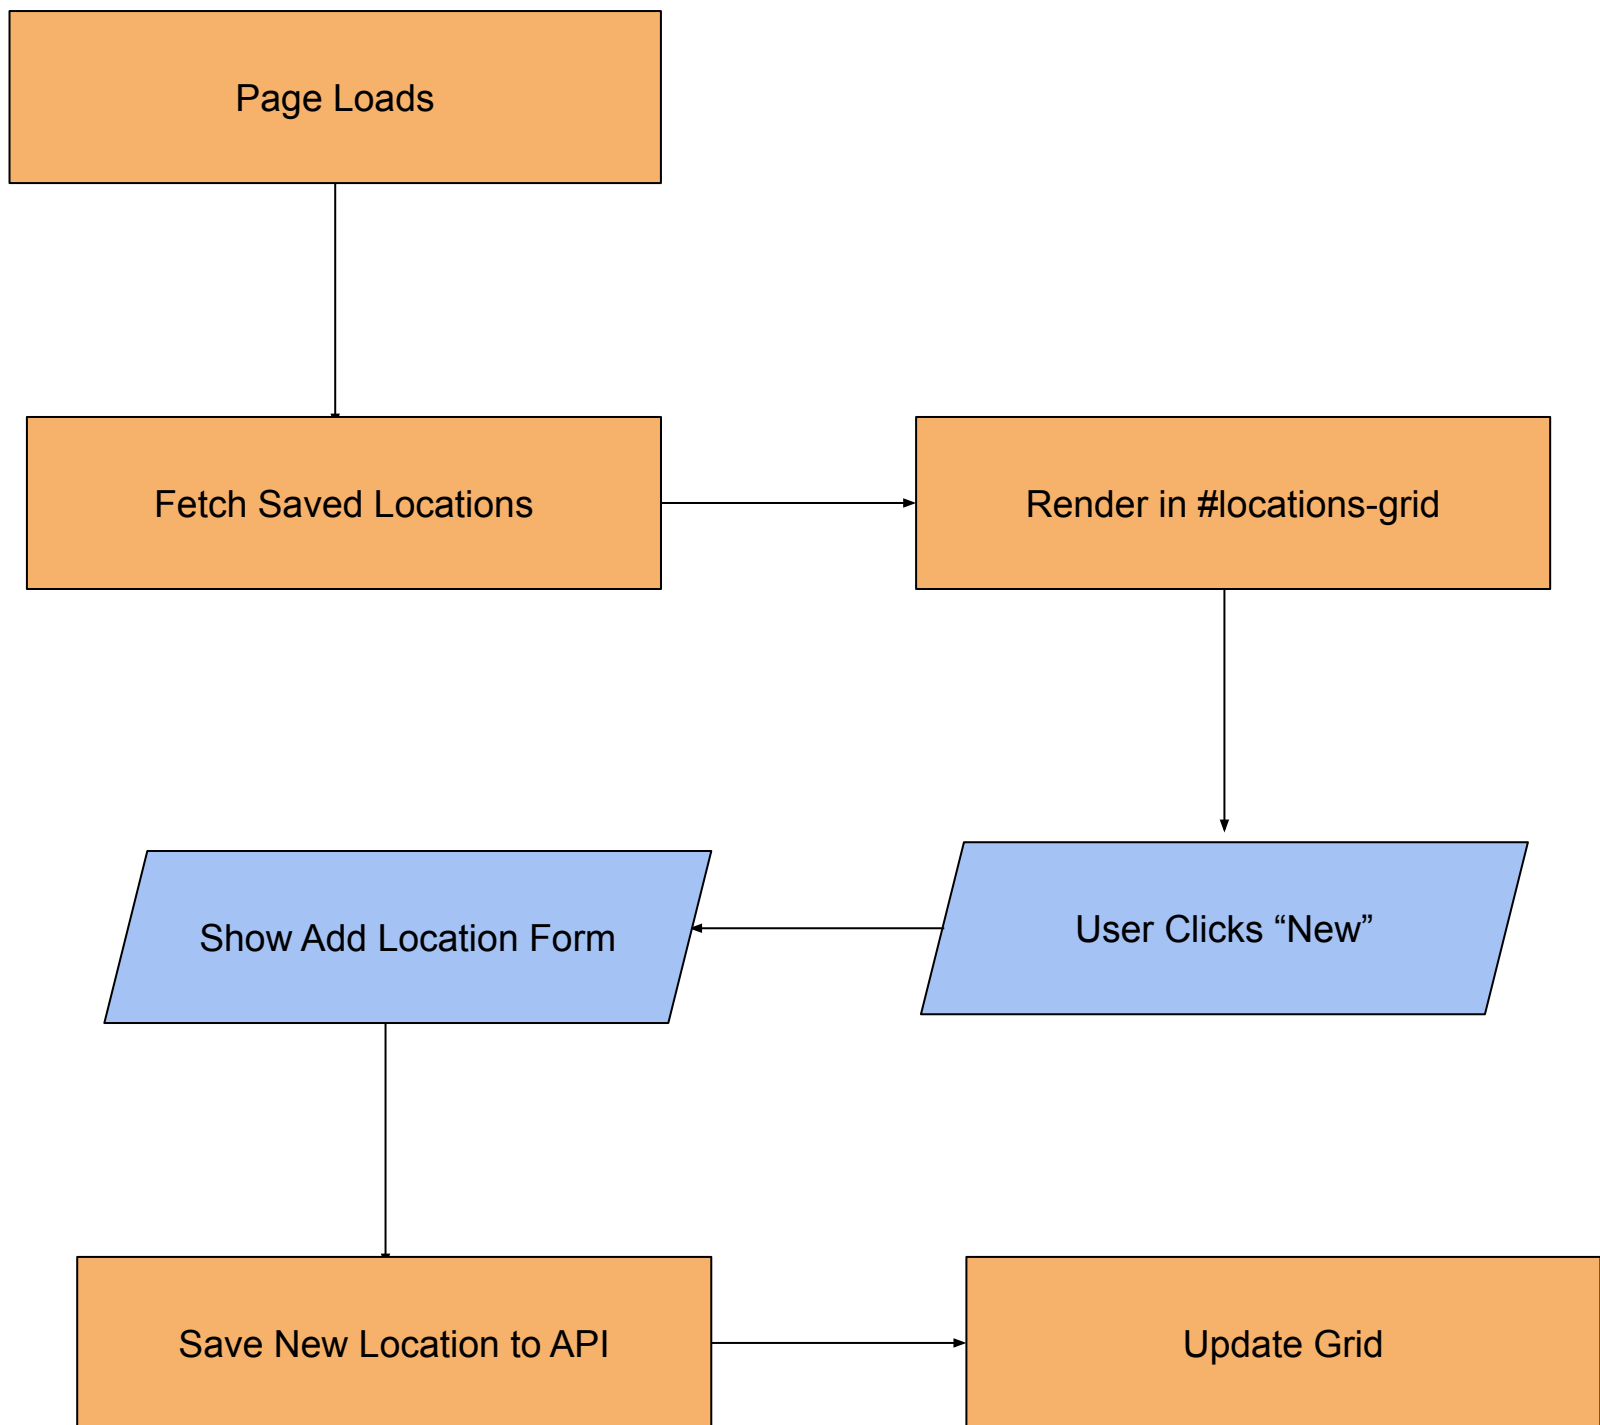 Page Loads
Fetch Saved Locations
Render in #locations-grid
User Clicks “New”
Show Add Location Form
Save New Location to API
Update Grid